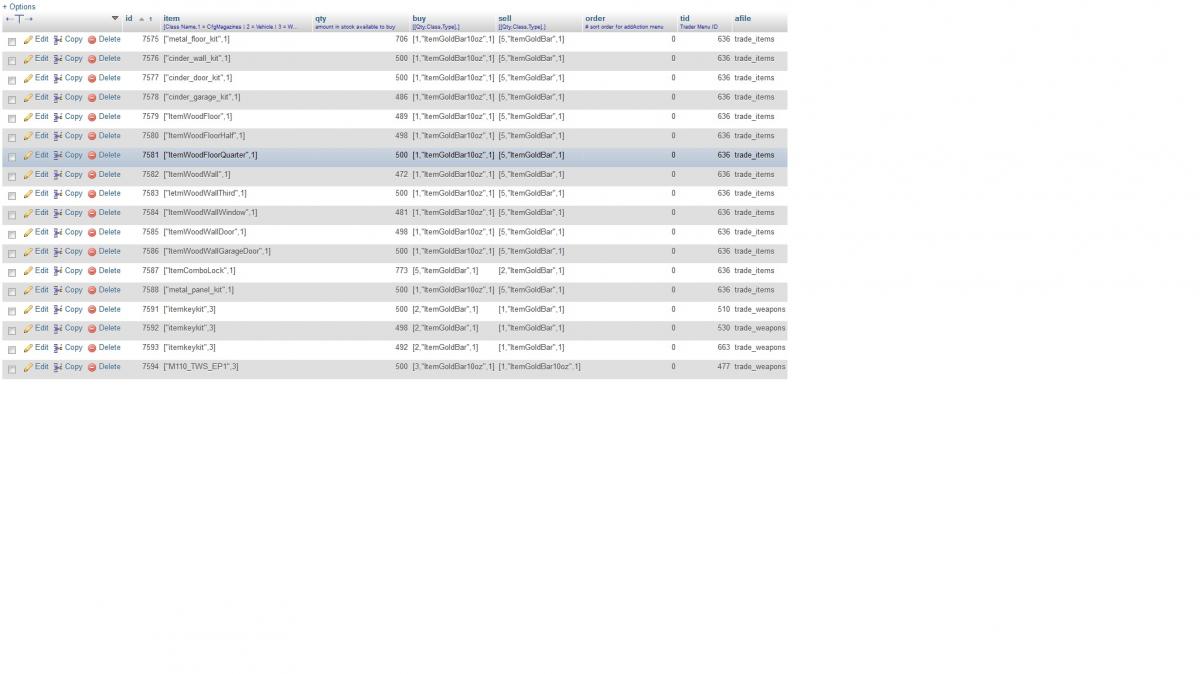 + Options
←T→ id 1 item qty buy sell order tid afile
[Class Name,1 = CfgMagazines | 2 = Vehicle | 3 = W... amount in stock available to buy [[Qty,Class,Type],] [[Qty,Class,Type],] # sort order for addAction menu Trader Menu ID
Edit Copy Delete 7575 ["metal_floor_kit",1] 706 [1,"ItemGoldBar10oz",1] [5,"ItemGoldBar",1] 0 636 trade_items
Edit Copy Delete 7576 ["cinder_wall_kit",1] 500 [1,"ItemGoldBar10oz",1] [5,"ItemGoldBar",1] 0 636 trade_items
Edit Copy Delete 7577 ["cinder_door_kit",1] 500 [1,"ItemGoldBar10oz",1] [5,"ItemGoldBar",1] 0 636 trade_items
Edit Copy Delete 7578 ["cinder_garage_kit",1] 486 [1,"ItemGoldBar10oz",1] [5,"ItemGoldBar",1] 0 636 trade_items
Edit Copy Delete 7579 ["ItemWoodFloor",1] 489 [1,"ItemGoldBar10oz",1] [5,"ItemGoldBar",1] 0 636 trade_items
Edit Copy Delete 7580 ["ItemWoodFloorHalf",1] 498 [1,"ItemGoldBar10oz",1] [5,"ItemGoldBar",1] 0 636 trade_items
Edit Copy Delete 7581 ["ItemWoodFloorQuarter",1] 500 [1,"ItemGoldBar10oz",1] [5,"ItemGoldBar",1] 0 636 trade_items
Edit Copy Delete 7582 ["ItemWoodWall",1] 472 [1,"ItemGoldBar10oz",1] [5,"ItemGoldBar",1] 0 636 trade_items
Edit Copy Delete 7583 ["IetmWoodWallThird",1] 500 [1,"ItemGoldBar10oz",1] [5,"ItemGoldBar",1] 0 636 trade_items
Edit Copy Delete 7584 ["ItemWoodWallWindow",1] 481 [1,"ItemGoldBar10oz",1] [5,"ItemGoldBar",1] 0 636 trade_items
Edit Copy Delete 7585 ["ItemWoodWallDoor",1] 498 [1,"ItemGoldBar10oz",1] [5,"ItemGoldBar",1] 0 636 trade_items
Edit Copy Delete 7586 ["ItemWoodWallGarageDoor",1] 500 [1,"ItemGoldBar10oz",1] [5,"ItemGoldBar",1] 0 636 trade_items
Edit Copy Delete 7587 ["ItemComboLock",1] 773 [5,"ItemGoldBar",1] [2,"ItemGoldBar",1] 0 636 trade_items
Edit Copy Delete 7588 ["metal_panel_kit",1] 500 [1,"ItemGoldBar10oz",1] [5,"ItemGoldBar",1] 0 636 trade_items
Edit Copy Delete 7591 ["itemkeykit",3] 500 [2,"ItemGoldBar",1] [1,"ItemGoldBar",1] 0 510 trade_weapons
Edit Copy Delete 7592 ["itemkeykit",3] 498 [2,"ItemGoldBar",1] [1,"ItemGoldBar",1] 0 530 trade_weapons
Edit Copy Delete 7593 ["itemkeykit",3] 492 [2,"ItemGoldBar",1] [1,"ItemGoldBar",1] 0 663 trade_weapons
Edit Copy Delete 7594 ["M110_TWS_EP1",3] 500 [3,"ItemGoldBar10oz",1] [1,"ItemGoldBar10oz",1] 0 477 trade_weapons